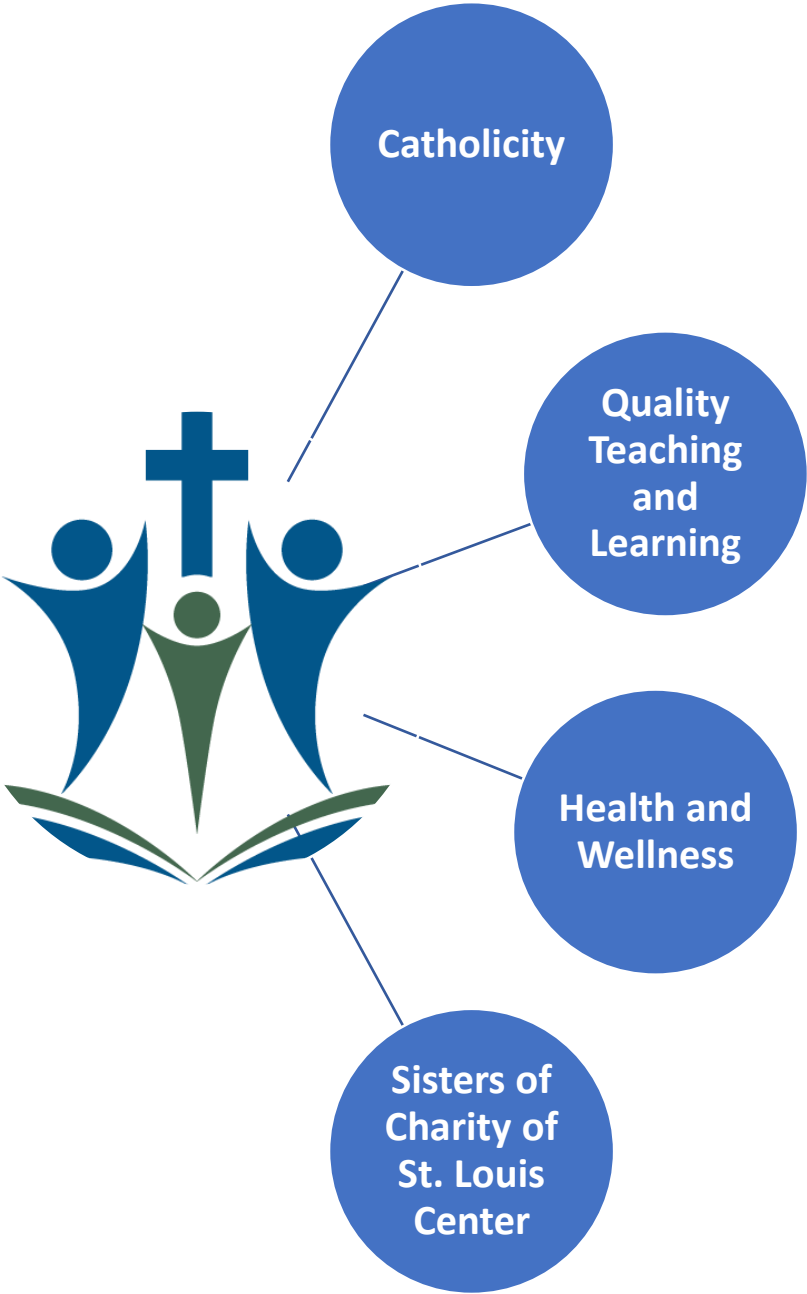 Catholicity
Quality
Teaching
and
Learning
Health and
Wellness
Sisters of
Charity of
St. Louis
Center